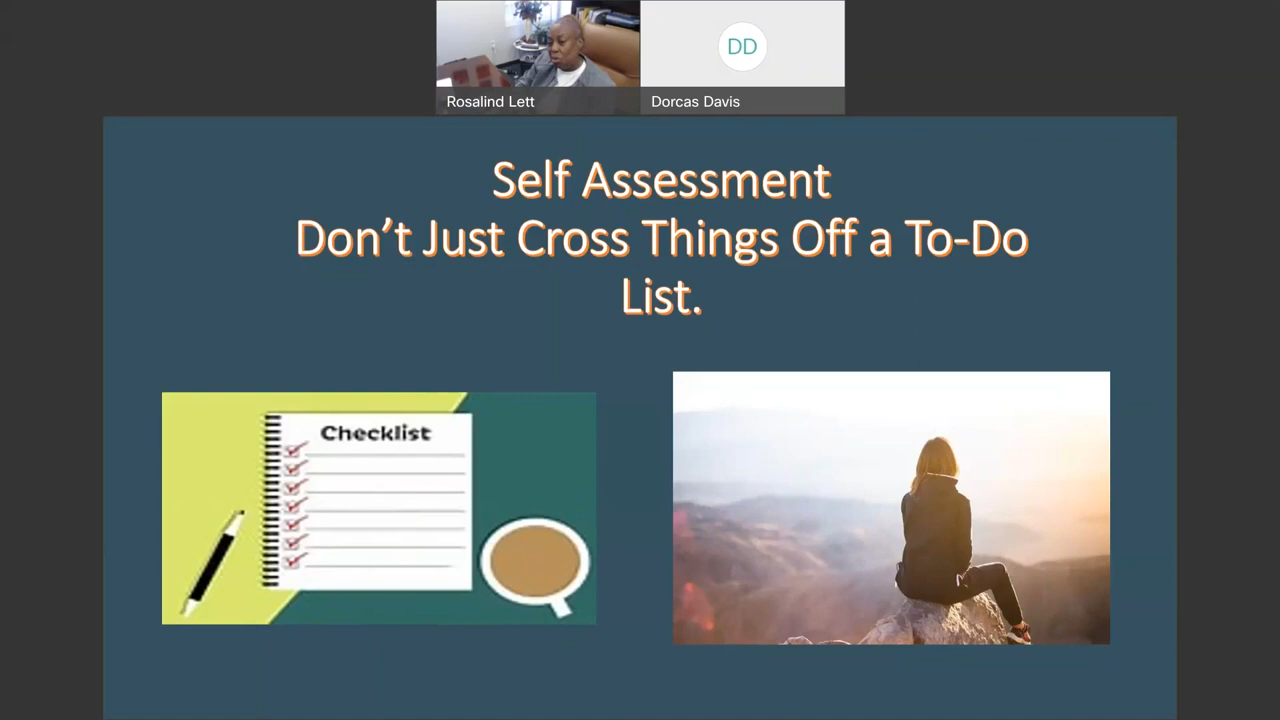 DD
Rosalind Lett
Dorcas Davis
Self Assessment
Don’t Just Cross Things Off a To-Do
List.
Checklist